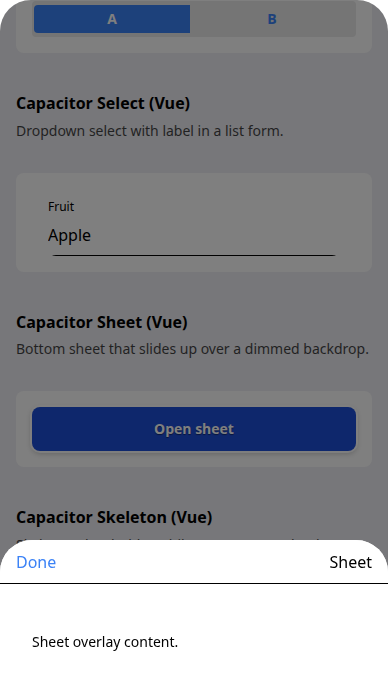 A
B
Capacitor Select (Vue)
Dropdown select with label in a list form.
Fruit
Apple
Capacitor Sheet (Vue)
Bottom sheet that slides up over a dimmed backdrop.
Open sheet
Capacitor Skeleton (Vue)
Done
Sheet
Sheet overlay content.